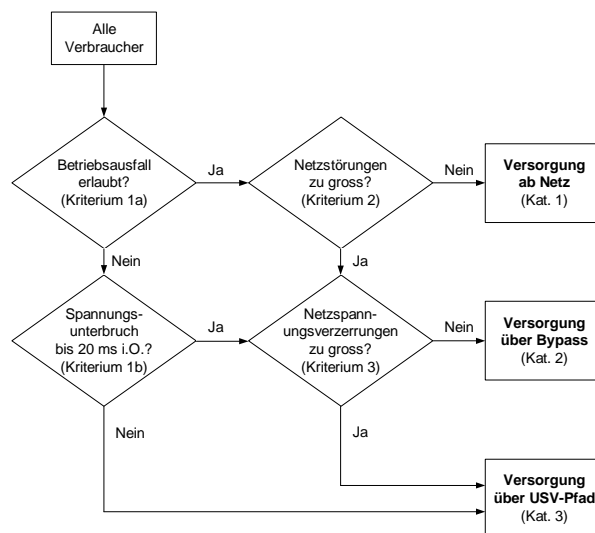 Alle
Verbraucher
Betriebsausfall
erlaubt?
(Kriterium 1a)
Ja
Netzstörungen
zu gross?
(Kriterium 2)
Nein
Versorgung
ab Netz
(Kat. 1)
Nein
Ja
Spannungs-
unterbruch
bis 20 ms i.O.?
(Kriterium 1b)
Ja
Netzspann-
ungsverzerrungen
zu gross?
(Kriterium 3)
Nein
Versorgung
über Bypass
(Kat. 2)
Nein
Ja
Versorgung
über USV-Pfad
(Kat. 3)